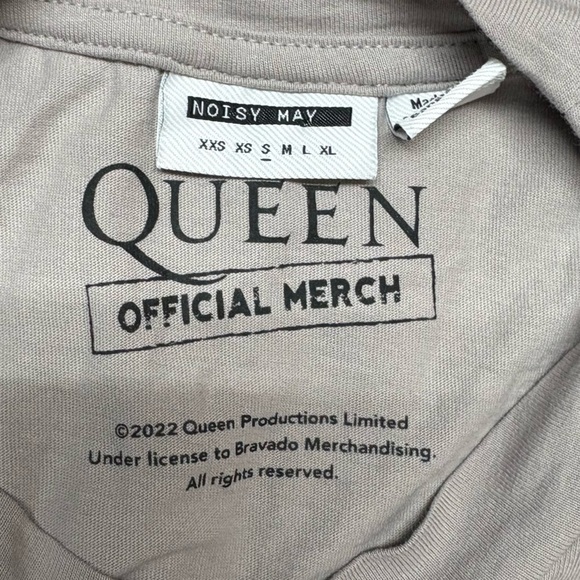 NOISY MAY
XXS XS S M L XL
Made
QUEEN
OFFICIAL MERCH
©2022 Queen Productions Limited
Under license to Bravado Merchandising.
All rights reserved.